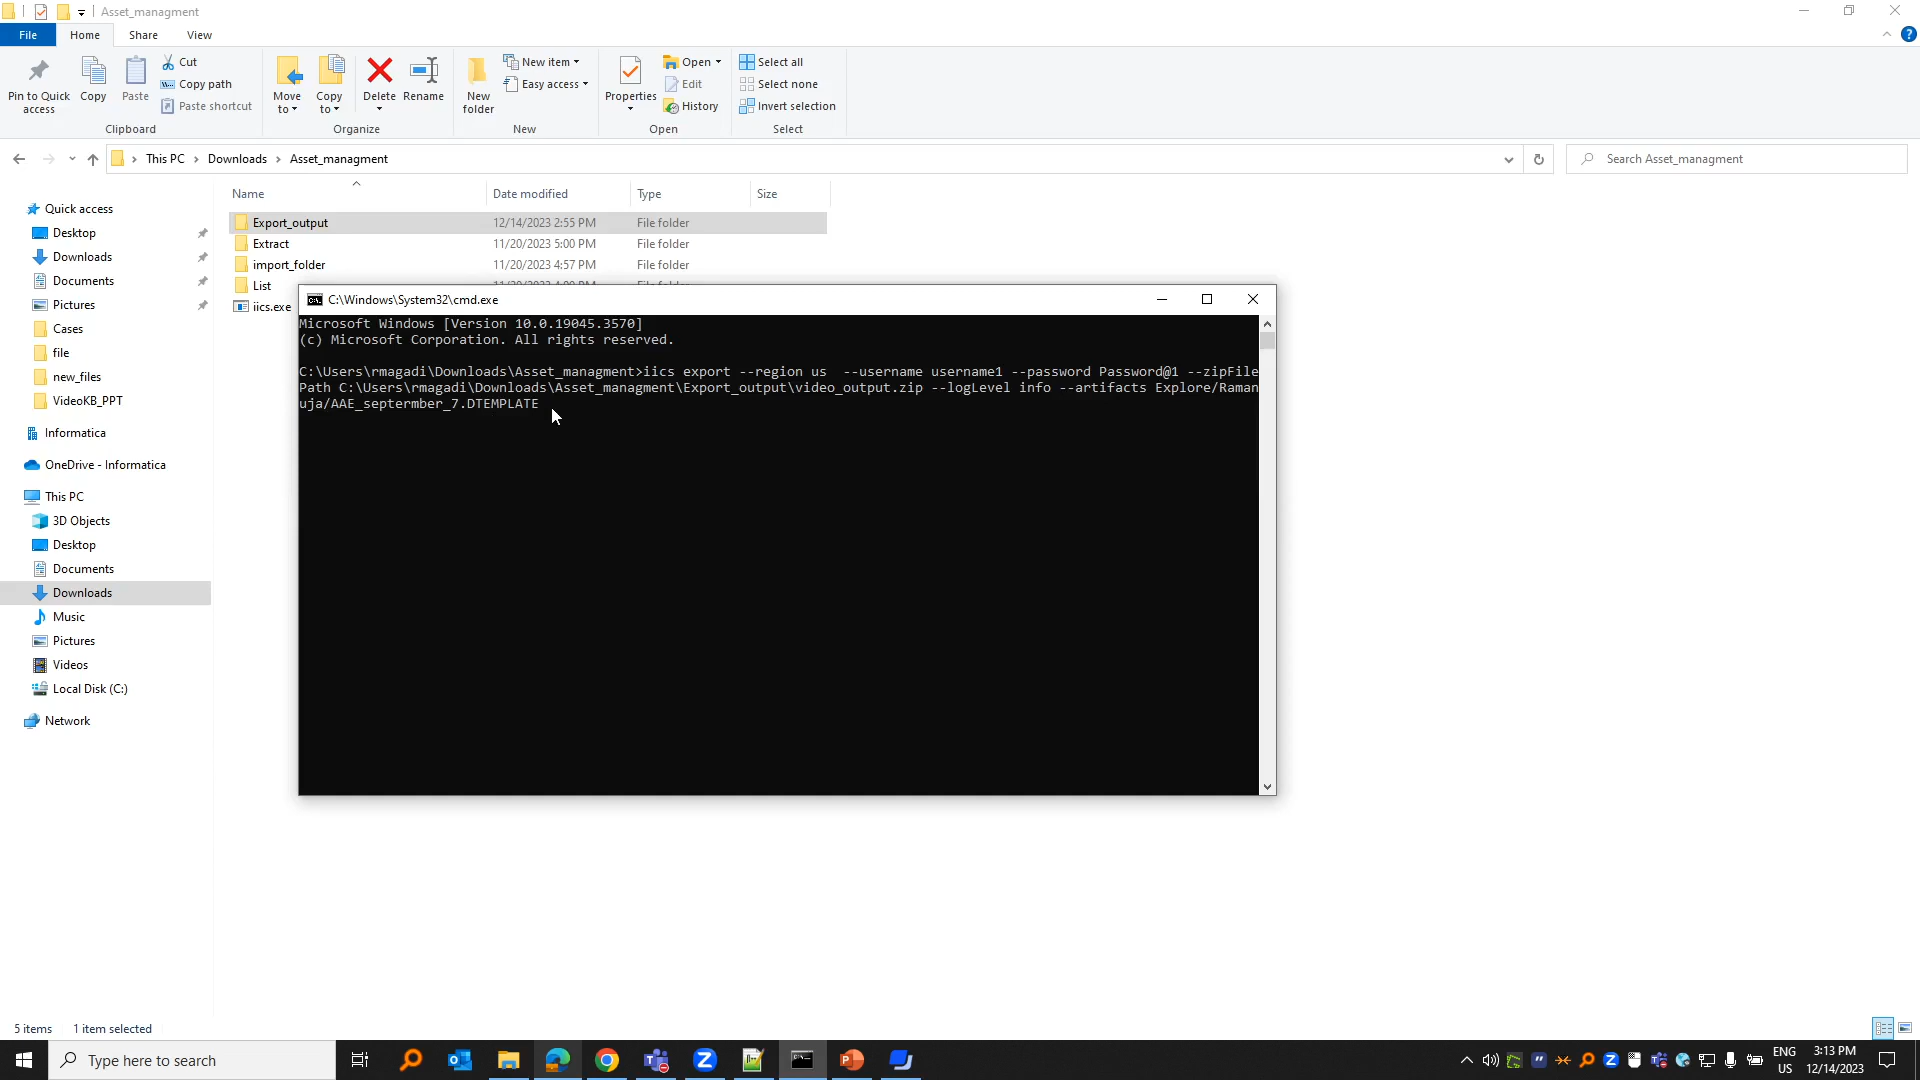 Asset_managment
File
Home
Share
View
Pin to Quick
access
Copy
Paste
Cut
Copy path
Paste shortcut
Clipboard
Move
to
Copy
to
Delete
Rename
Organize
New
folder
New item
Easy access
New
Properties
Open
Edit
History
Open
Select all
Select none
Invert selection
Select
This PC
Downloads
Asset_managment
Search Asset_managment
Name
Date modified
Type
Size
Export_output 12/14/2023 2:55 PM File folder
Extract 11/20/2023 5:00 PM File folder
import_folder 11/20/2023 4:57 PM File folder
List
iics.exe
Quick access
Desktop
Downloads
Documents
Pictures
Cases
file
new_files
VideoKB_PPT
Informatica
OneDrive - Informatica
This PC
3D Objects
Desktop
Documents
Downloads
Music
Pictures
Videos
Local Disk (C:)
Network
C:\Windows\System32\cmd.exe
Microsoft Windows [Version 10.0.19045.3570]
(c) Microsoft Corporation. All rights reserved.
C:\Users\rmagadi\Downloads\Asset_managment>iics export --region us  --username username1 --password Password@1 --zipFile
Path C:\Users\rmagadi\Downloads\Asset_managment\Export_output\video_output.zip --logLevel info --artifacts Explore/Raman
uja/AAE_septermber_7.DTEMPLATE
5 items
1 item selected
Type here to search
ENG
US
3:13 PM
12/14/2023